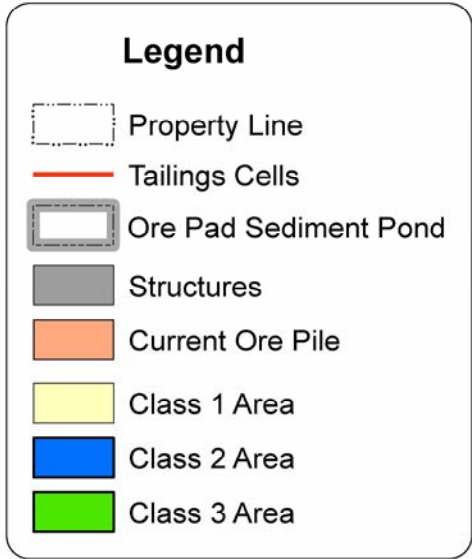 Legend
Property Line
Tailings Cells
Ore Pad Sediment Pond
Structures
Current Ore Pile
Class 1 Area
Class 2 Area
Class 3 Area